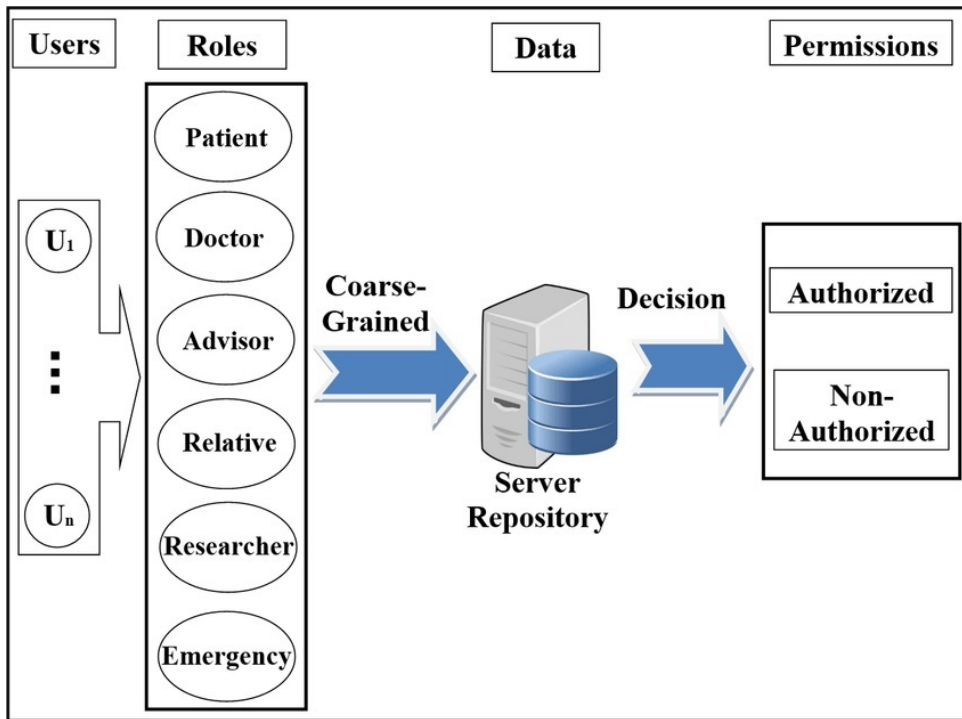 Users
Roles
Data
Permissions
U1
...
Un
Patient
Doctor
Advisor
Relative
Researcher
Emergency
Coarse-
Grained
Server
Repository
Decision
Authorized
Non-
Authorized